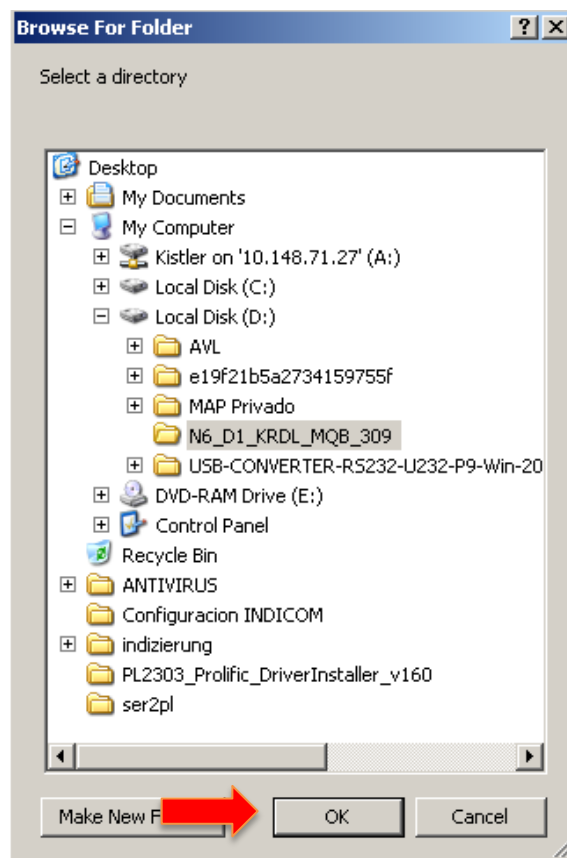 Browse For Folder
Select a directory
Desktop
My Documents
My Computer
Kistler on '10.148.71.27' (A:)
Local Disk (C:)
Local Disk (D:)
AVL
e19f21b5a2734159755f
MAP Privado
N6_D1_KRDL_MQB_309
USB-CONVERTER-RS232-U232-P9-Win-20
DVD-RAM Drive (E:)
Control Panel
Recycle Bin
ANTIVIRUS
Configuracion INDICOM
indizierung
PL2303_Prolific_DriverInstaller_v160
ser2pl
Make New F OK Cancel